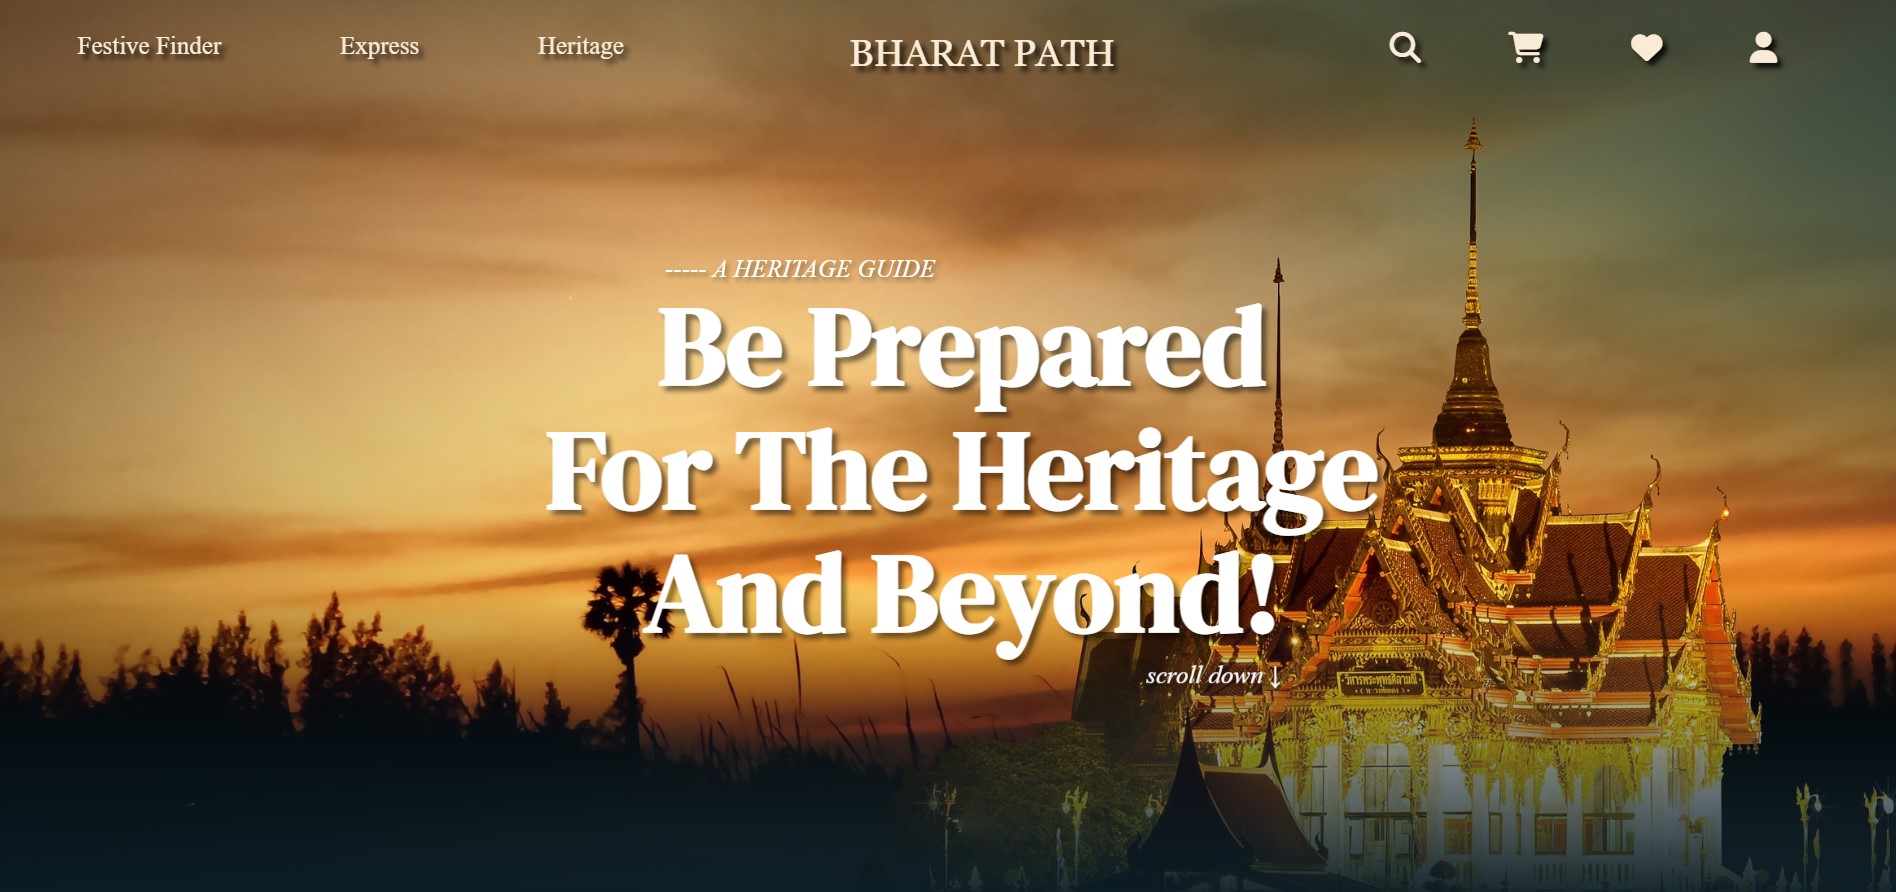 Festive Finder
Express
Heritage
BHARAT PATH
----- A HERITAGE GUIDE
Be Prepared
For The Heritage
And Beyond!
scroll down ↓